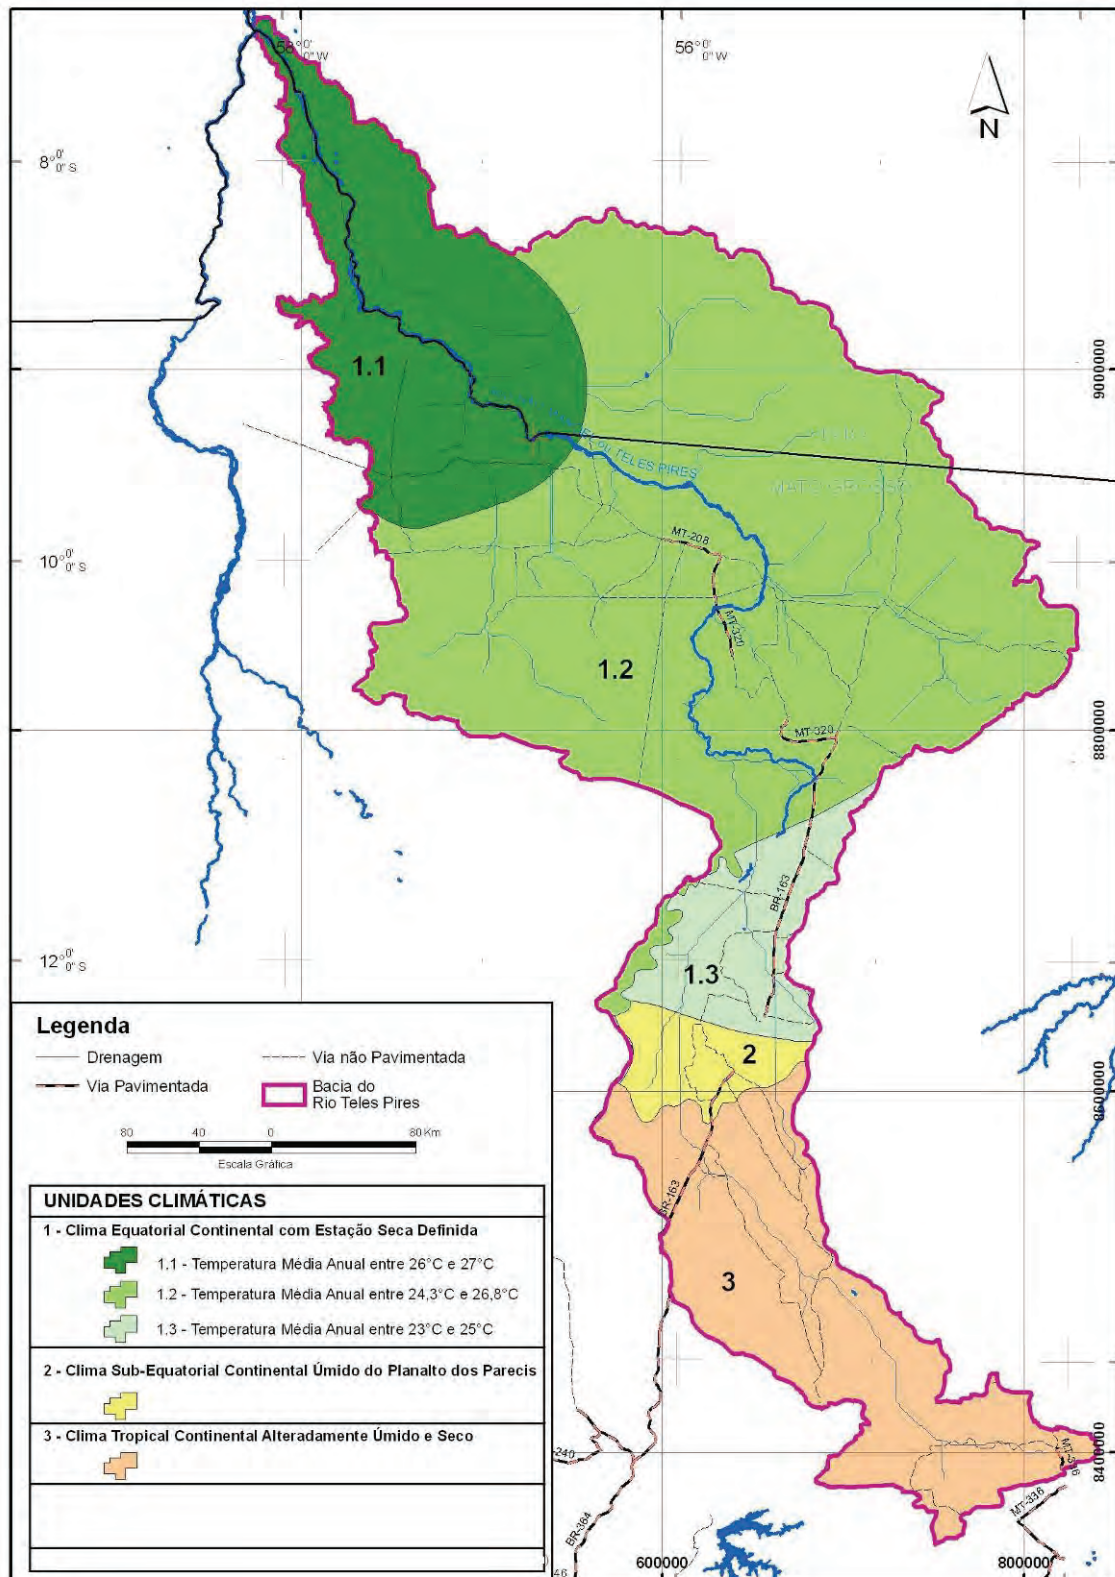 58°0'
0" W
56°0'
0" W
N
8°0'
0" S
1.1
9000000
ou TELES PIRES
MATO GROSSO
MT-208
10°0'
0" S
MT-320
1.2
MT-320
8800000
BR-163
12°0'
0" S
1.3
2
8600000
BR-163
3
MT-336
8400000
240
BR-364
46
600000
800000
Legenda
Drenagem
Via não Pavimentada
Via Pavimentada
Bacia do
Rio Teles Pires
80 40 0 80 Km
Escala Gráfica
UNIDADES CLIMÁTICAS
1 - Clima Equatorial Continental com Estação Seca Definida
1.1 - Temperatura Média Anual entre 26°C e 27°C
1.2 - Temperatura Média Anual entre 24,3°C e 26,8°C
1.3 - Temperatura Média Anual entre 23°C e 25°C
2 - Clima Sub-Equatorial Continental Úmido do Planalto dos Parecis
3 - Clima Tropical Continental Alteradamente Úmido e Seco